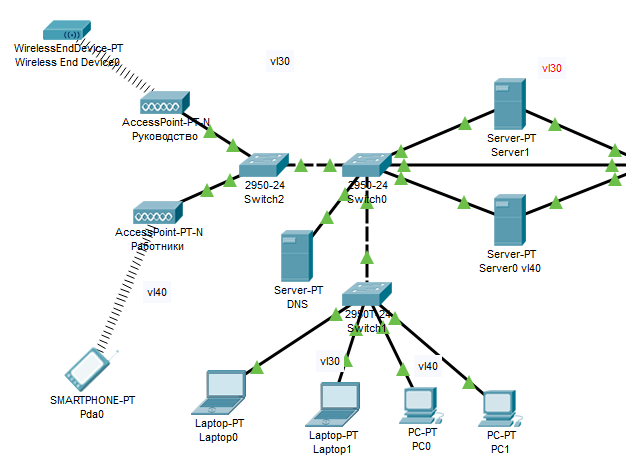 WirelessEndDevice-PT
Wireless End Device0
vl30
vl30
AccessPoint-PT-N
Руководство
Server-PT
Server1
2950-24
Switch2
2950-24
Switch0
AccessPoint-PT-N
Работники
Server-PT
Server0 vl40
Server-PT
DNS
vl40
2950T-24
Switch1
vl30
vl40
SMARTPHONE-PT
Pda0
Laptop-PT
Laptop0
Laptop-PT
Laptop1
PC-PT
PC0
PC-PT
PC1